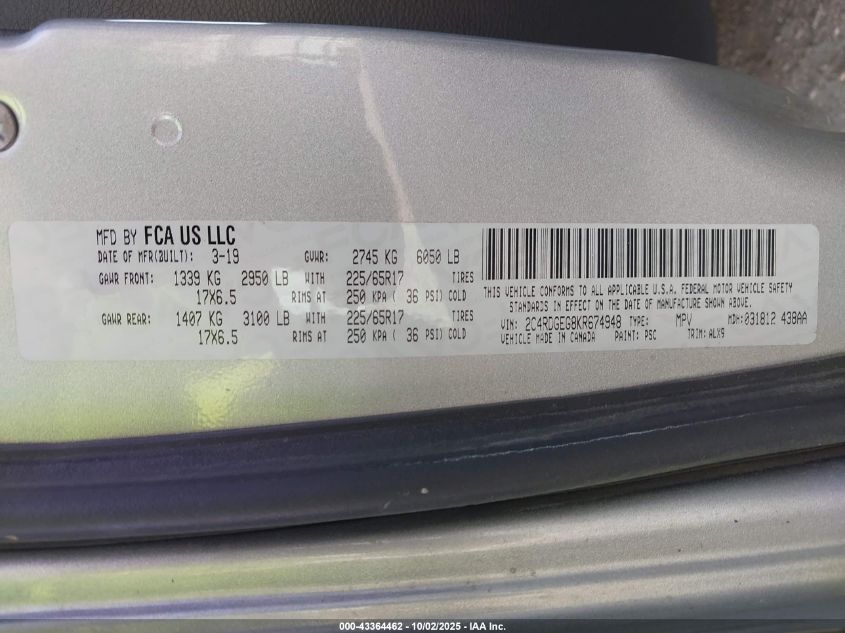 MFD BY FCA US LLC
DATE OF MFR(BUILT): 3-19 GVWR: 2745 KG 6050 LB
GAWR FRONT: 1339 KG 2950 LB WITH 225/65R17 TIRES
17X6.5 RIMS AT 250 KPA ( 36 PSI) COLD
GAWR REAR: 1407 KG 3100 LB WITH 225/65R17 TIRES
17X6.5 RIMS AT 250 KPA ( 36 PSI) COLD
THIS VEHICLE CONFORMS TO ALL APPLICABLE U.S.A. FEDERAL MOTOR VEHICLE SAFETY
STANDARDS IN EFFECT ON THE DATE OF MANUFACTURE SHOWN ABOVE.
VIN: 2C4RDGEG8KR674948 TYPE: MPV MDH: 031812 438AA
VEHICLE MADE IN CANADA PAINT: PSC TRIM: ALX9
000-43364462 - 10/02/2025 - IAA Inc.